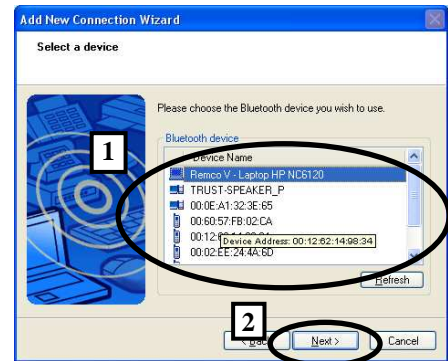 Add New Connection Wizard
Select a device
Please choose the Bluetooth device you wish to use.
Bluetooth device
1
Device Name
Remco V - Laptop HP NC6120
TRUST-SPEAKER_P
00:0E:A1:32:3E:65
00:60:57:FB:02:CA
00:12:
Device Address: 00:12:62:14:98:34
00:02:EE:24:4A:6D
Refresh
2
Next >
Cancel